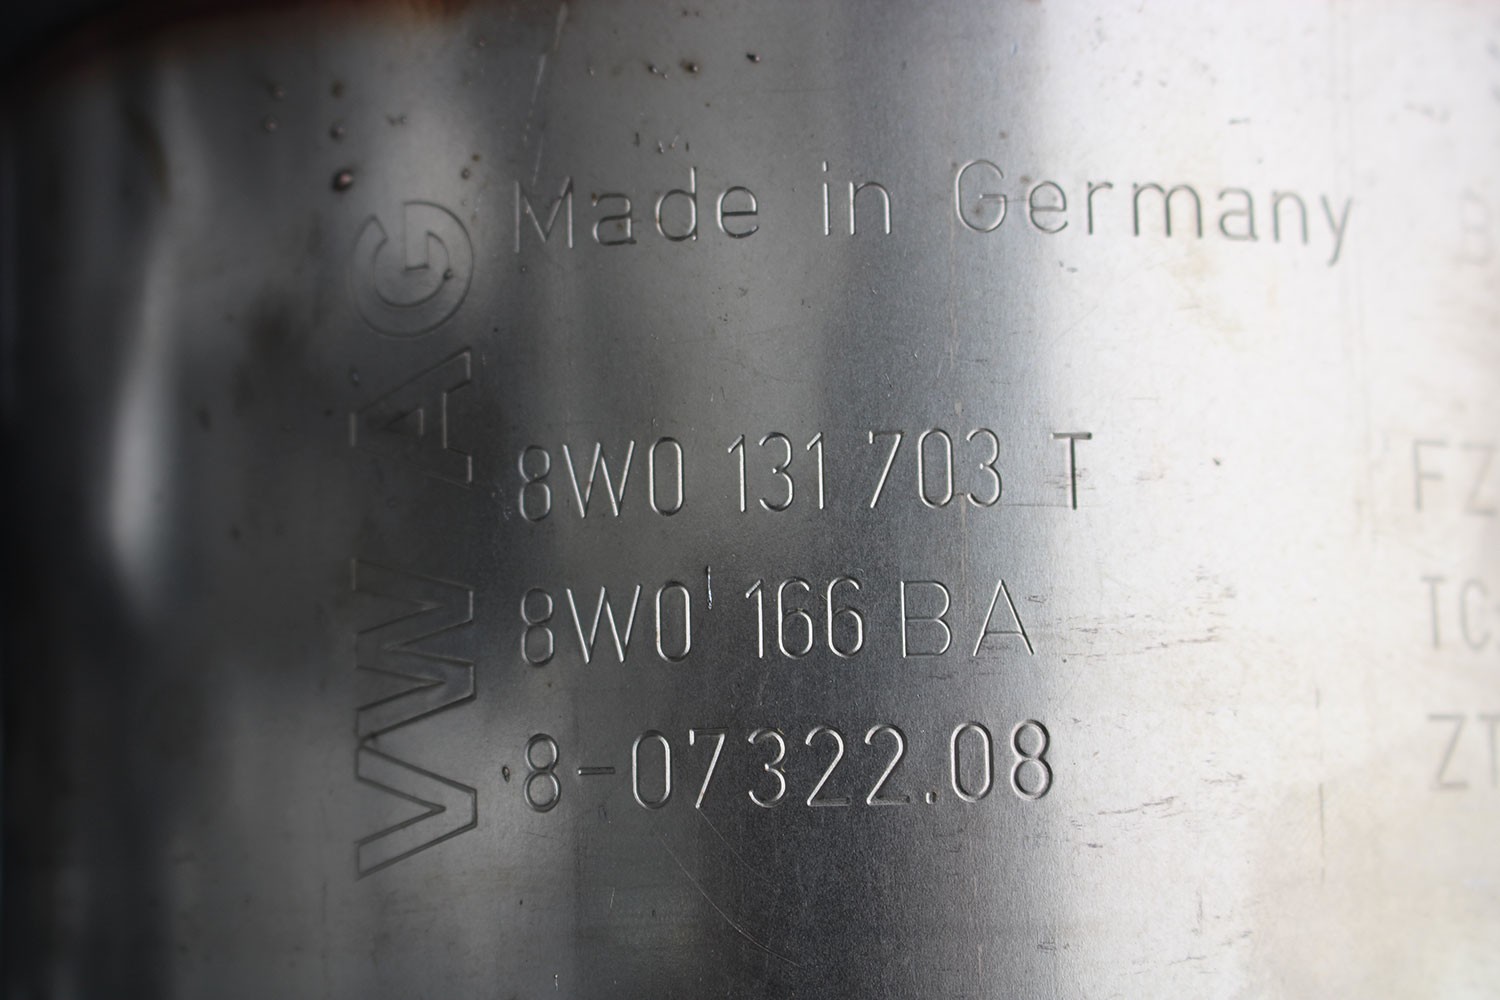 VW AG
Made in Germany
8W0 131 703 T
8W0 166 BA
8-07322.08